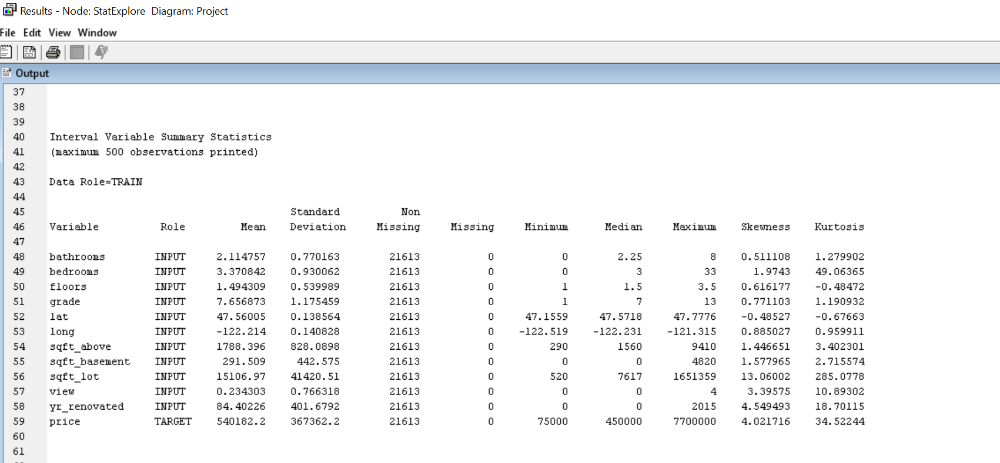 Results - Node: StatExplore Diagram: Project
File Edit View Window
Output
37
38
39
40 Interval Variable Summary Statistics
41 (maximum 500 observations printed)
42
43 Data Role=TRAIN
44
45 Standard Non
46 Variable Role Mean Deviation Missing Missing Minimum Median Maximum Skewness Kurtosis
47
48 bathrooms INPUT 2.114757 0.770163 21613 0 0 2.25 8 0.511108 1.279902
49 bedrooms INPUT 3.370842 0.930062 21613 0 0 3 33 1.9743 49.06365
50 floors INPUT 1.494309 0.539989 21613 0 1 1.5 3.5 0.616177 -0.48472
51 grade INPUT 7.656873 1.175459 21613 0 1 7 13 0.771103 1.190932
52 lat INPUT 47.56005 0.138564 21613 0 47.1559 47.5718 47.7776 -0.48527 -0.67663
53 long INPUT -122.214 0.140828 21613 0 -122.519 -122.231 -121.315 0.885027 0.959911
54 sqft_above INPUT 1788.396 828.0898 21613 0 290 1560 9410 1.446651 3.402301
55 sqft_basement INPUT 291.509 442.575 21613 0 0 0 4820 1.577965 2.715574
56 sqft_lot INPUT 15106.97 41420.51 21613 0 520 7617 1651359 13.06002 285.0778
57 view INPUT 0.234303 0.766318 21613 0 0 0 4 3.39575 10.89302
58 yr_renovated INPUT 84.40226 401.6792 21613 0 0 0 2015 4.549493 18.70115
59 price TARGET 540182.2 367362.2 21613 0 75000 450000 7700000 4.021716 34.52244
60
61